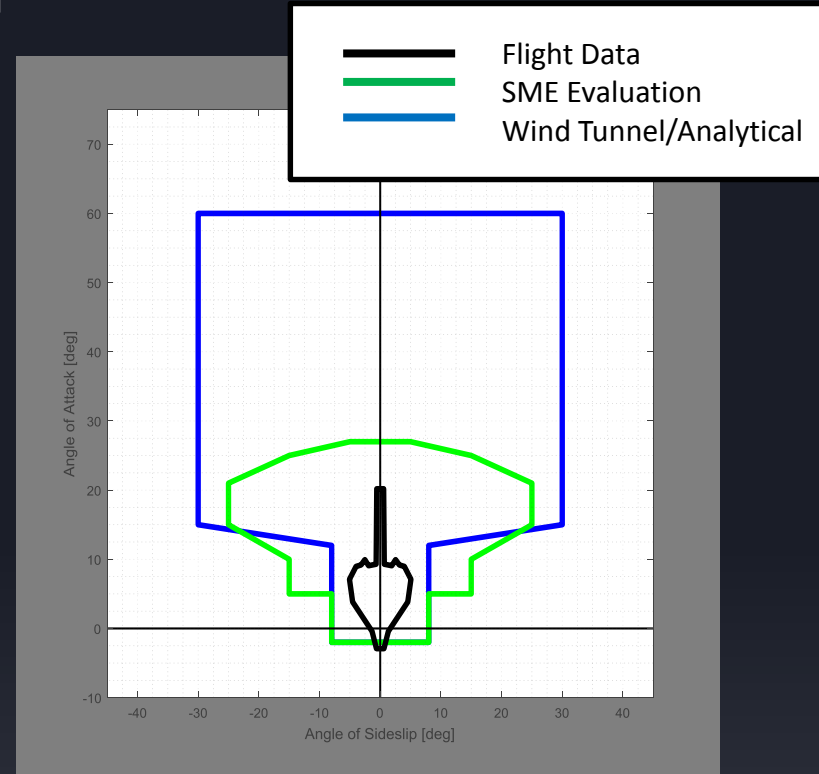 Flight Data
SME Evaluation
Wind Tunnel/Analytical
70
60
50
40
30
20
10
0
-10
Angle of Attack [deg]
-40 -30 -20 -10 0 10 20 30 40
Angle of Sideslip [deg]